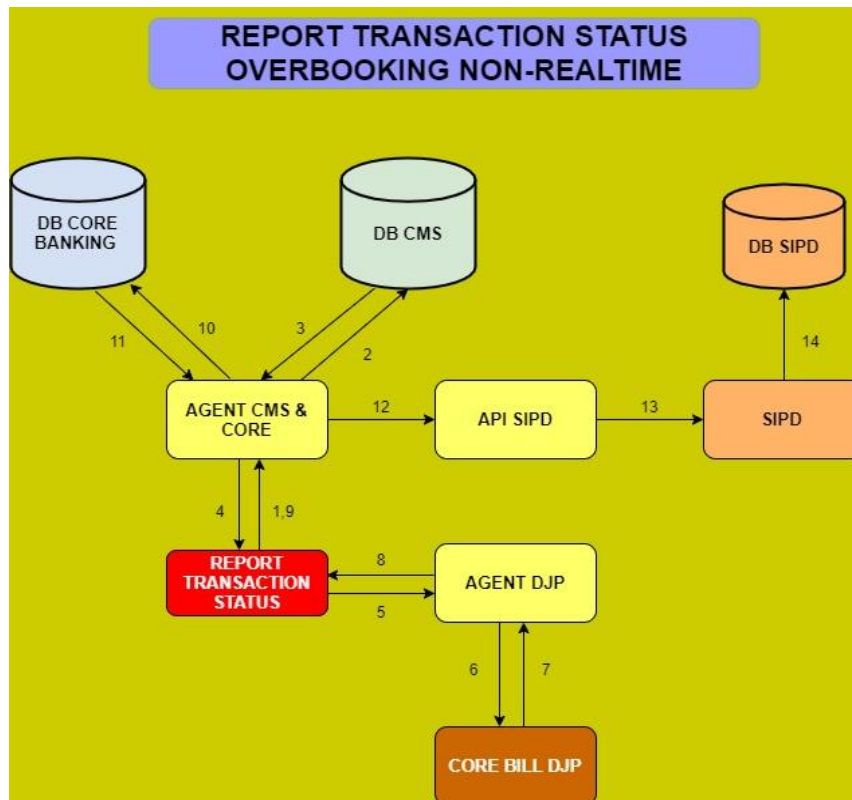 REPORT TRANSACTION STATUS
OVERBOOKING NON-REALTIME
DB CORE
BANKING
DB CMS
DB SIPD
11
10
3
2
14
AGENT CMS &
CORE
12
API SIPD
13
SIPD
4
1,9
REPORT
TRANSACTION
STATUS
8
5
AGENT DJP
6
7
CORE BILL DJP